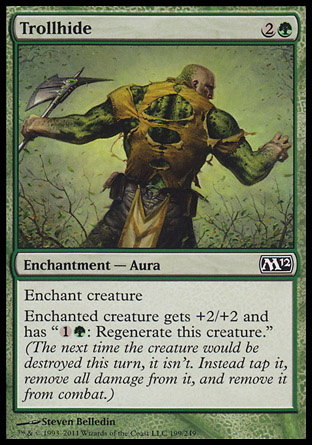 Trollhide 2
Enchantment — Aura M12
Enchant creature
Enchanted creature gets +2/+2 and
has “1 : Regenerate this creature.”
(The next time the creature would be
destroyed this turn, it isn’t. Instead tap it,
remove all damage from it, and remove it
from combat.)
Steven Belledin
™ & © 1993–2011 Wizards of the Coast LLC 199/249